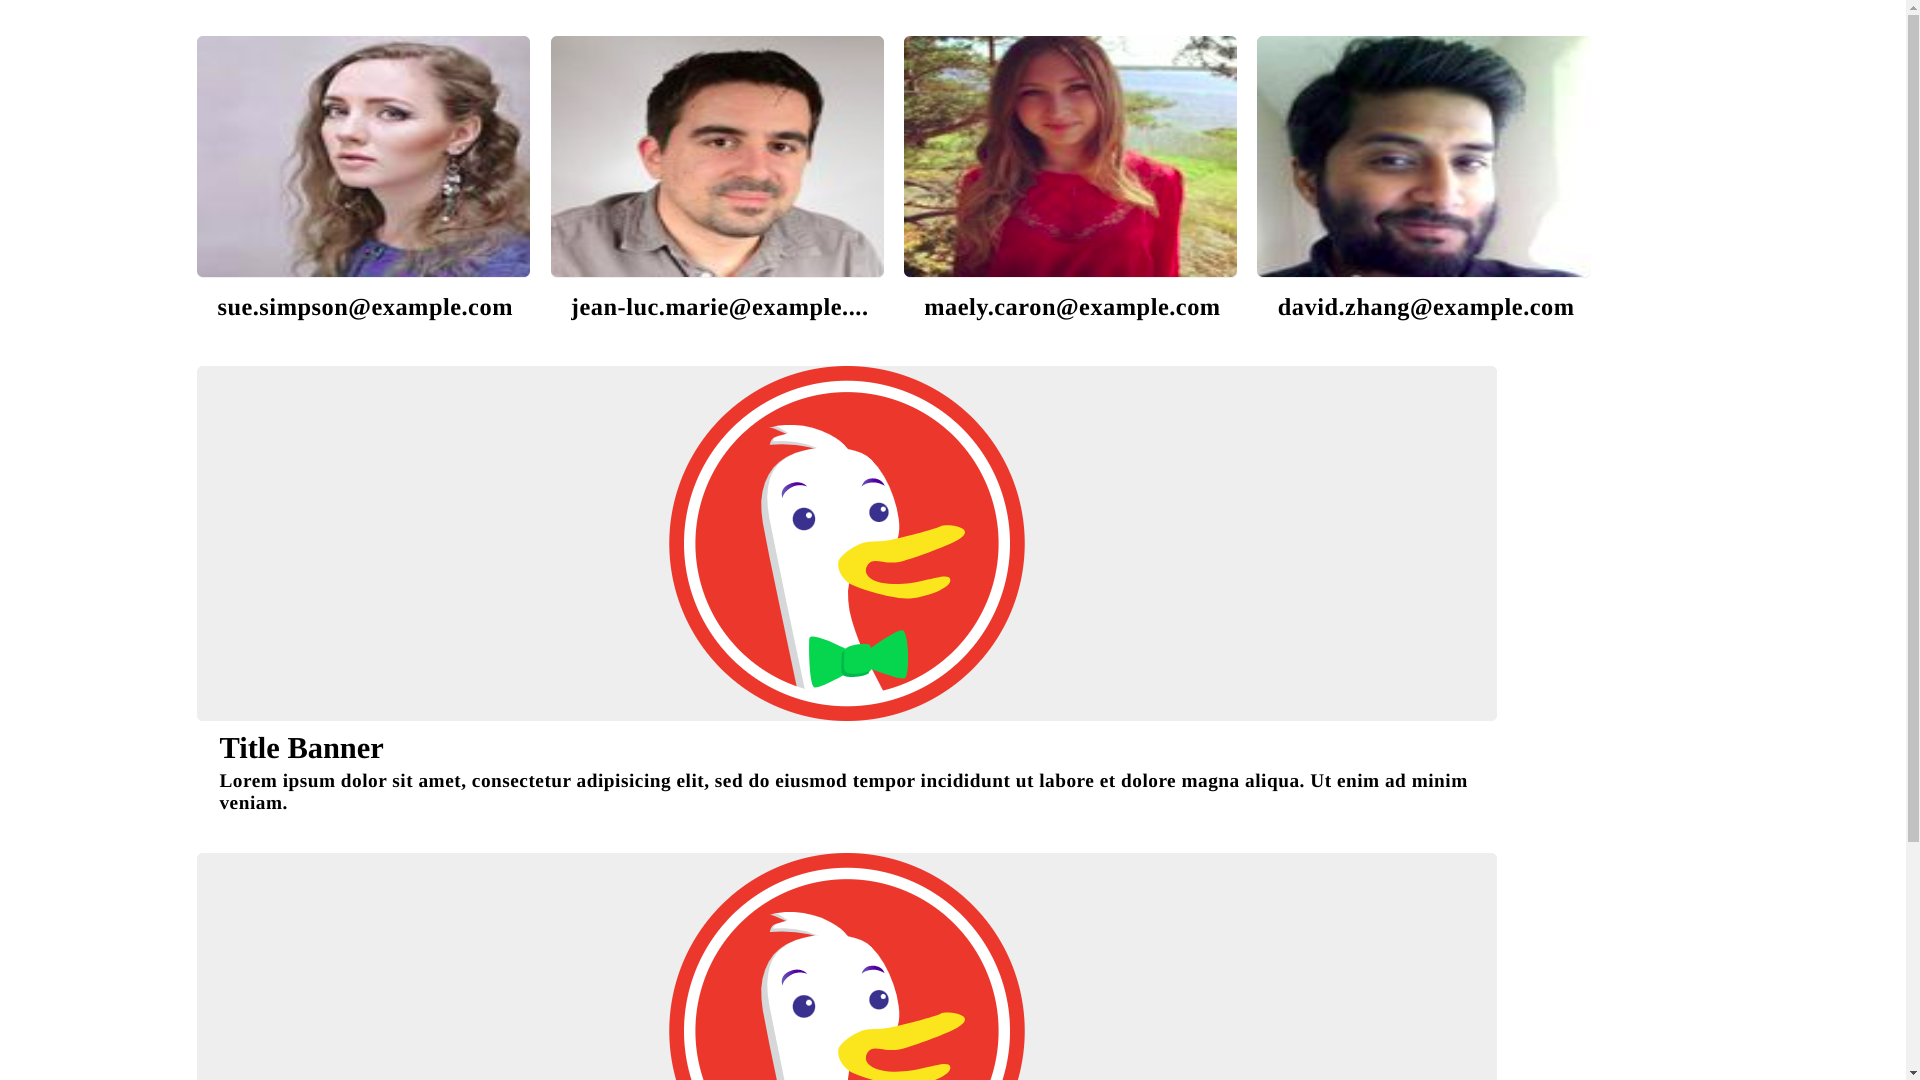 sue.simpson@example.com
jean-luc.marie@example....
maely.caron@example.com
david.zhang@example.com
Title Banner
Lorem ipsum dolor sit amet, consectetur adipisicing elit, sed do eiusmod tempor incididunt ut labore et dolore magna aliqua. Ut enim ad minim
veniam.